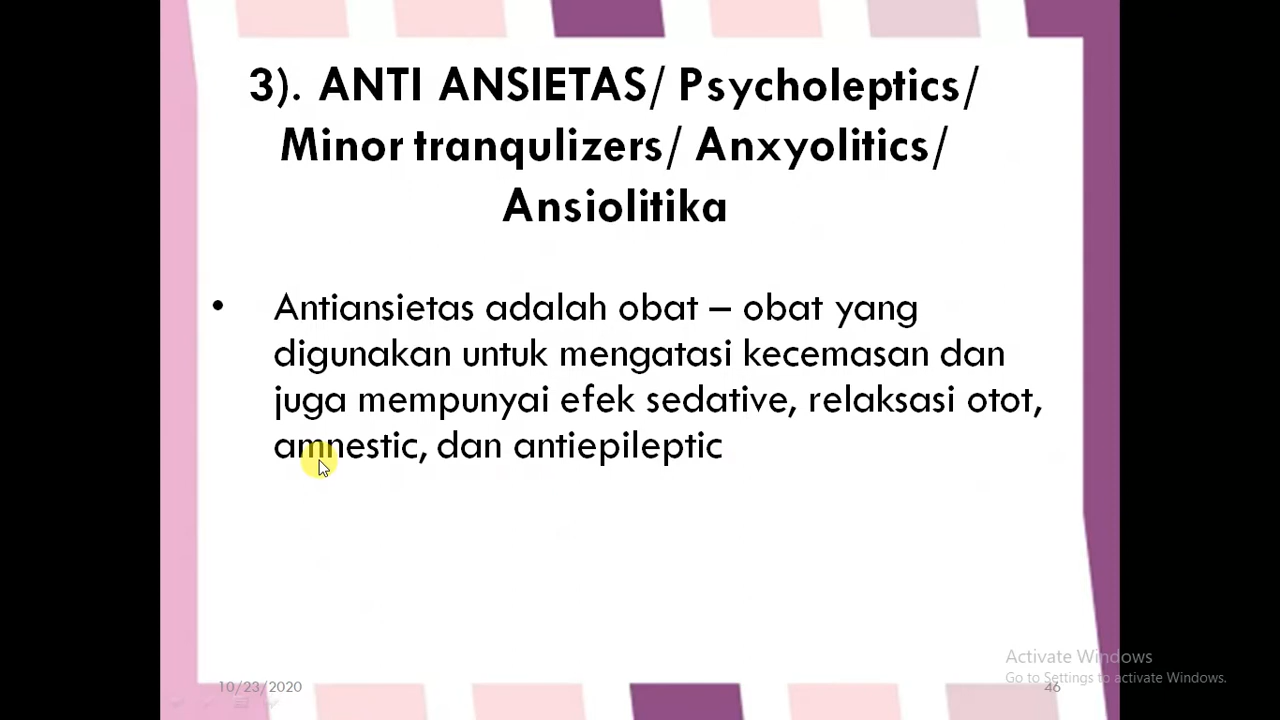 3). ANTI ANSIETAS/ Psycholeptics/
Minor tranqulizers/ Anxyolitics/
Ansiolitika
• Antiansietas adalah obat – obat yang
digunakan untuk mengatasi kecemasan dan
juga mempunyai efek sedative, relaksasi otot,
amnestic, dan antiepileptic
Activate Windows
Go to Settings to activate Windows.
10/23/2020
46